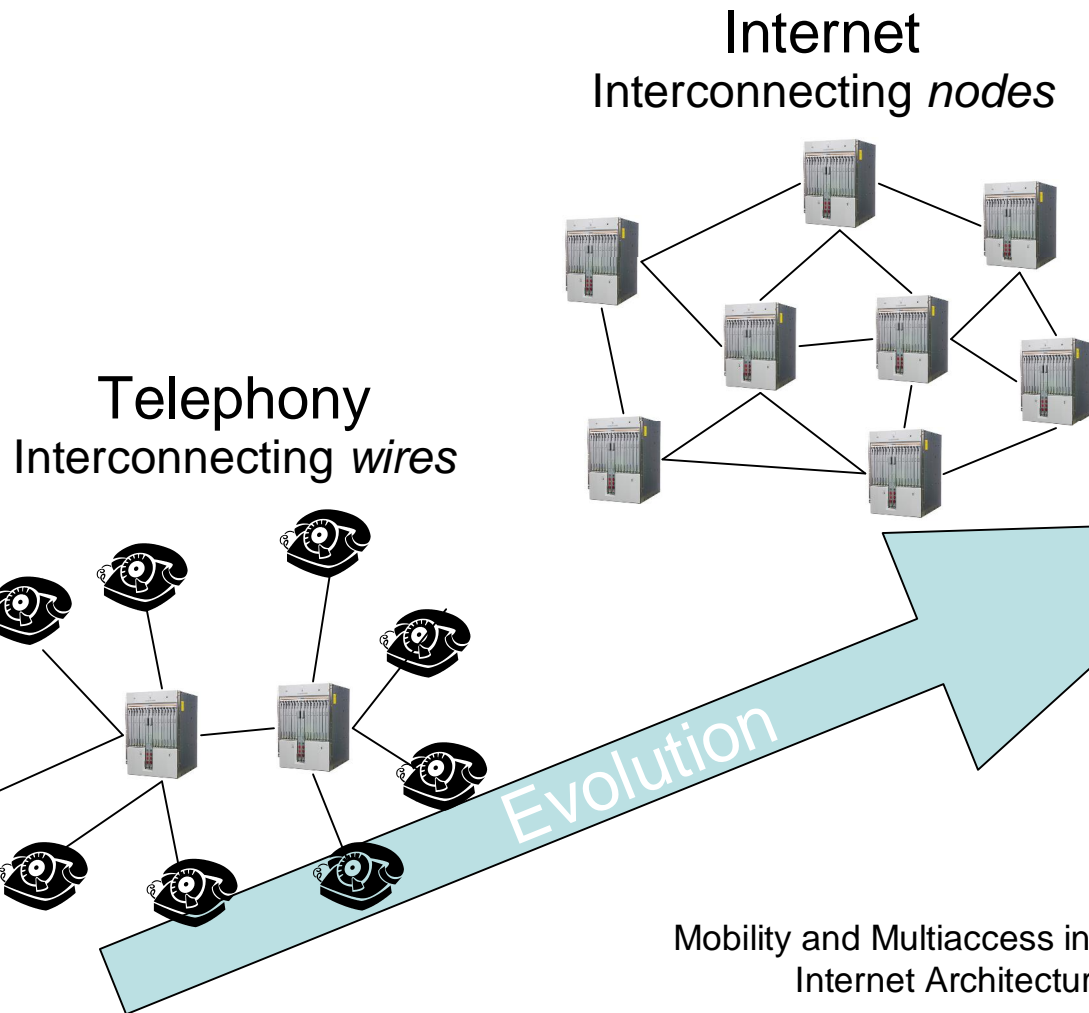 Internet
Interconnecting nodes
Telephony
Interconnecting wires
Evolution
Mobility and Multiaccess in
Internet Architectur